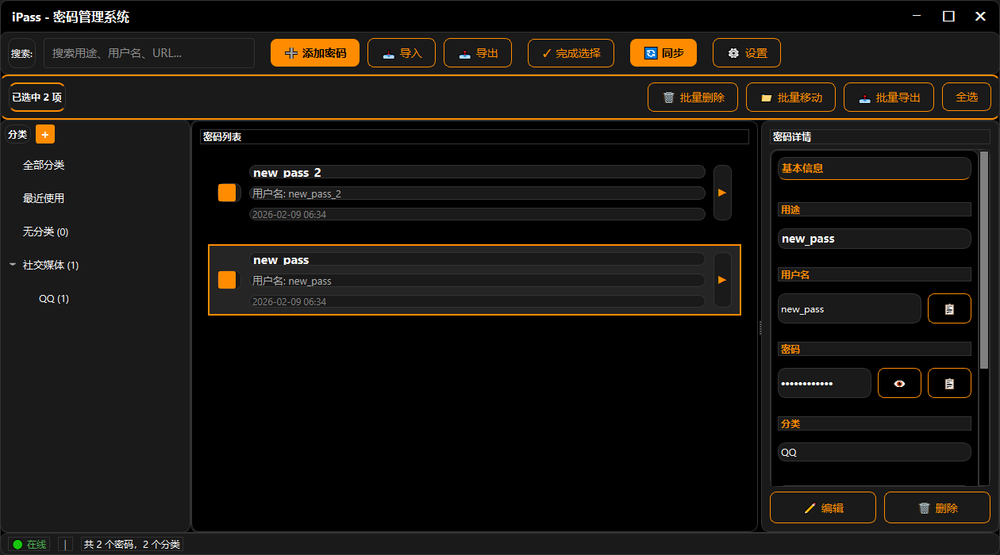 iPass - 密码管理系统
搜索: 搜索用途、用户名、URL... 添加密码 导入 导出 ✓ 完成选择 同步 设置
已选中 2 项 批量删除 批量移动 批量导出 全选
分类 +
全部分类
最近使用
无分类 (0)
社交媒体 (1)
QQ (1)
密码列表
new_pass_2
用户名: new_pass_2
2026-02-09 06:34
new_pass
用户名: new_pass
2026-02-09 06:34
密码详情
基本信息
用途
new_pass
用户名
new_pass
密码
••••••••••••
分类
QQ
编辑 删除
在线 | 共 2 个密码，2 个分类